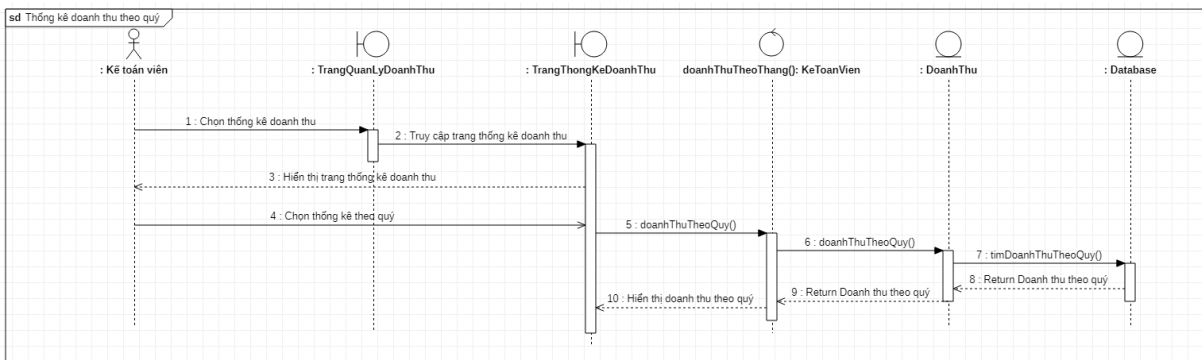 sd Thống kê doanh thu theo quý
: Kế toán viên
: TrangQuanLyDoanhThu
: TrangThongKeDoanhThu
doanhThuTheoThang(): KeToanVien
: DoanhThu
: Database
1 : Chọn thống kê doanh thu
2 : Truy cập trang thống kê doanh thu
3 : Hiển thị trang thống kê doanh thu
4 : Chọn thống kê theo quý
5 : doanhThuTheoQuy()
6 : doanhThuTheoQuy()
7 : timDoanhThuTheoQuy()
8 : Return Doanh thu theo quý
9 : Return Doanh thu theo quý
10 : Hiển thị doanh thu theo quý